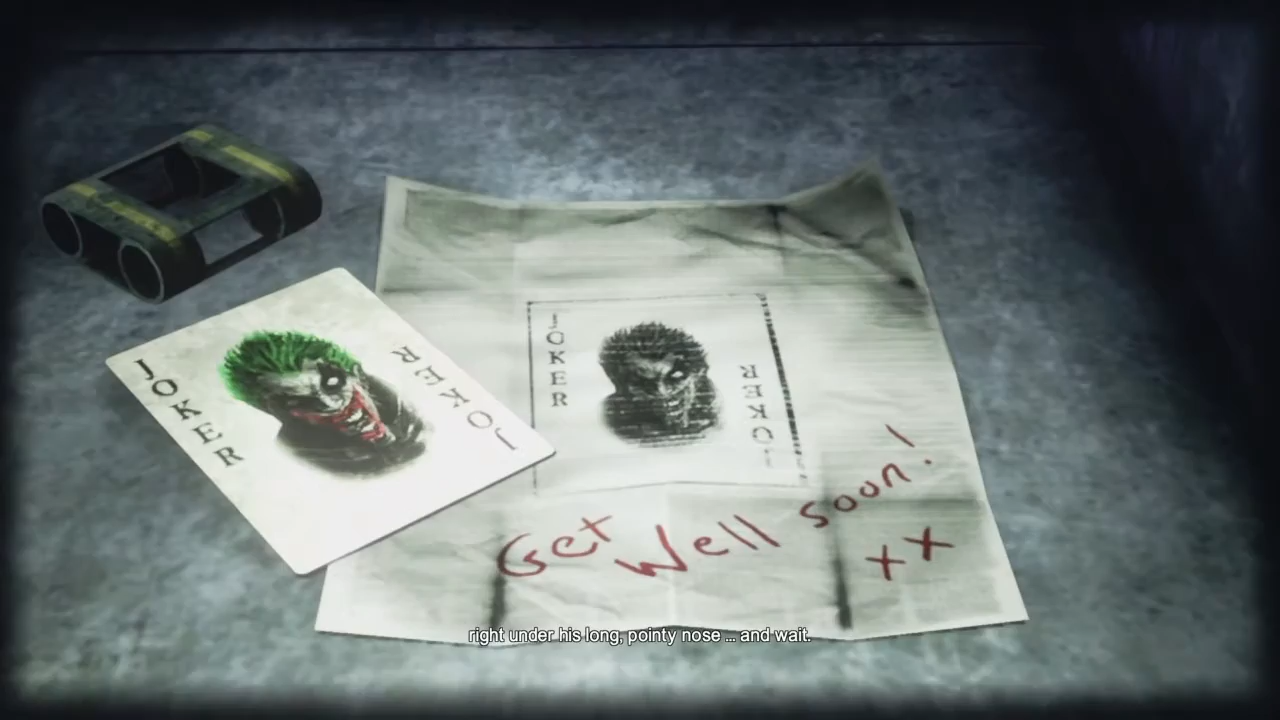 JOKER
JOKER
JOKER
JOKER
Get Well Soon!
xx
right under his long, pointy nose ... and wait.